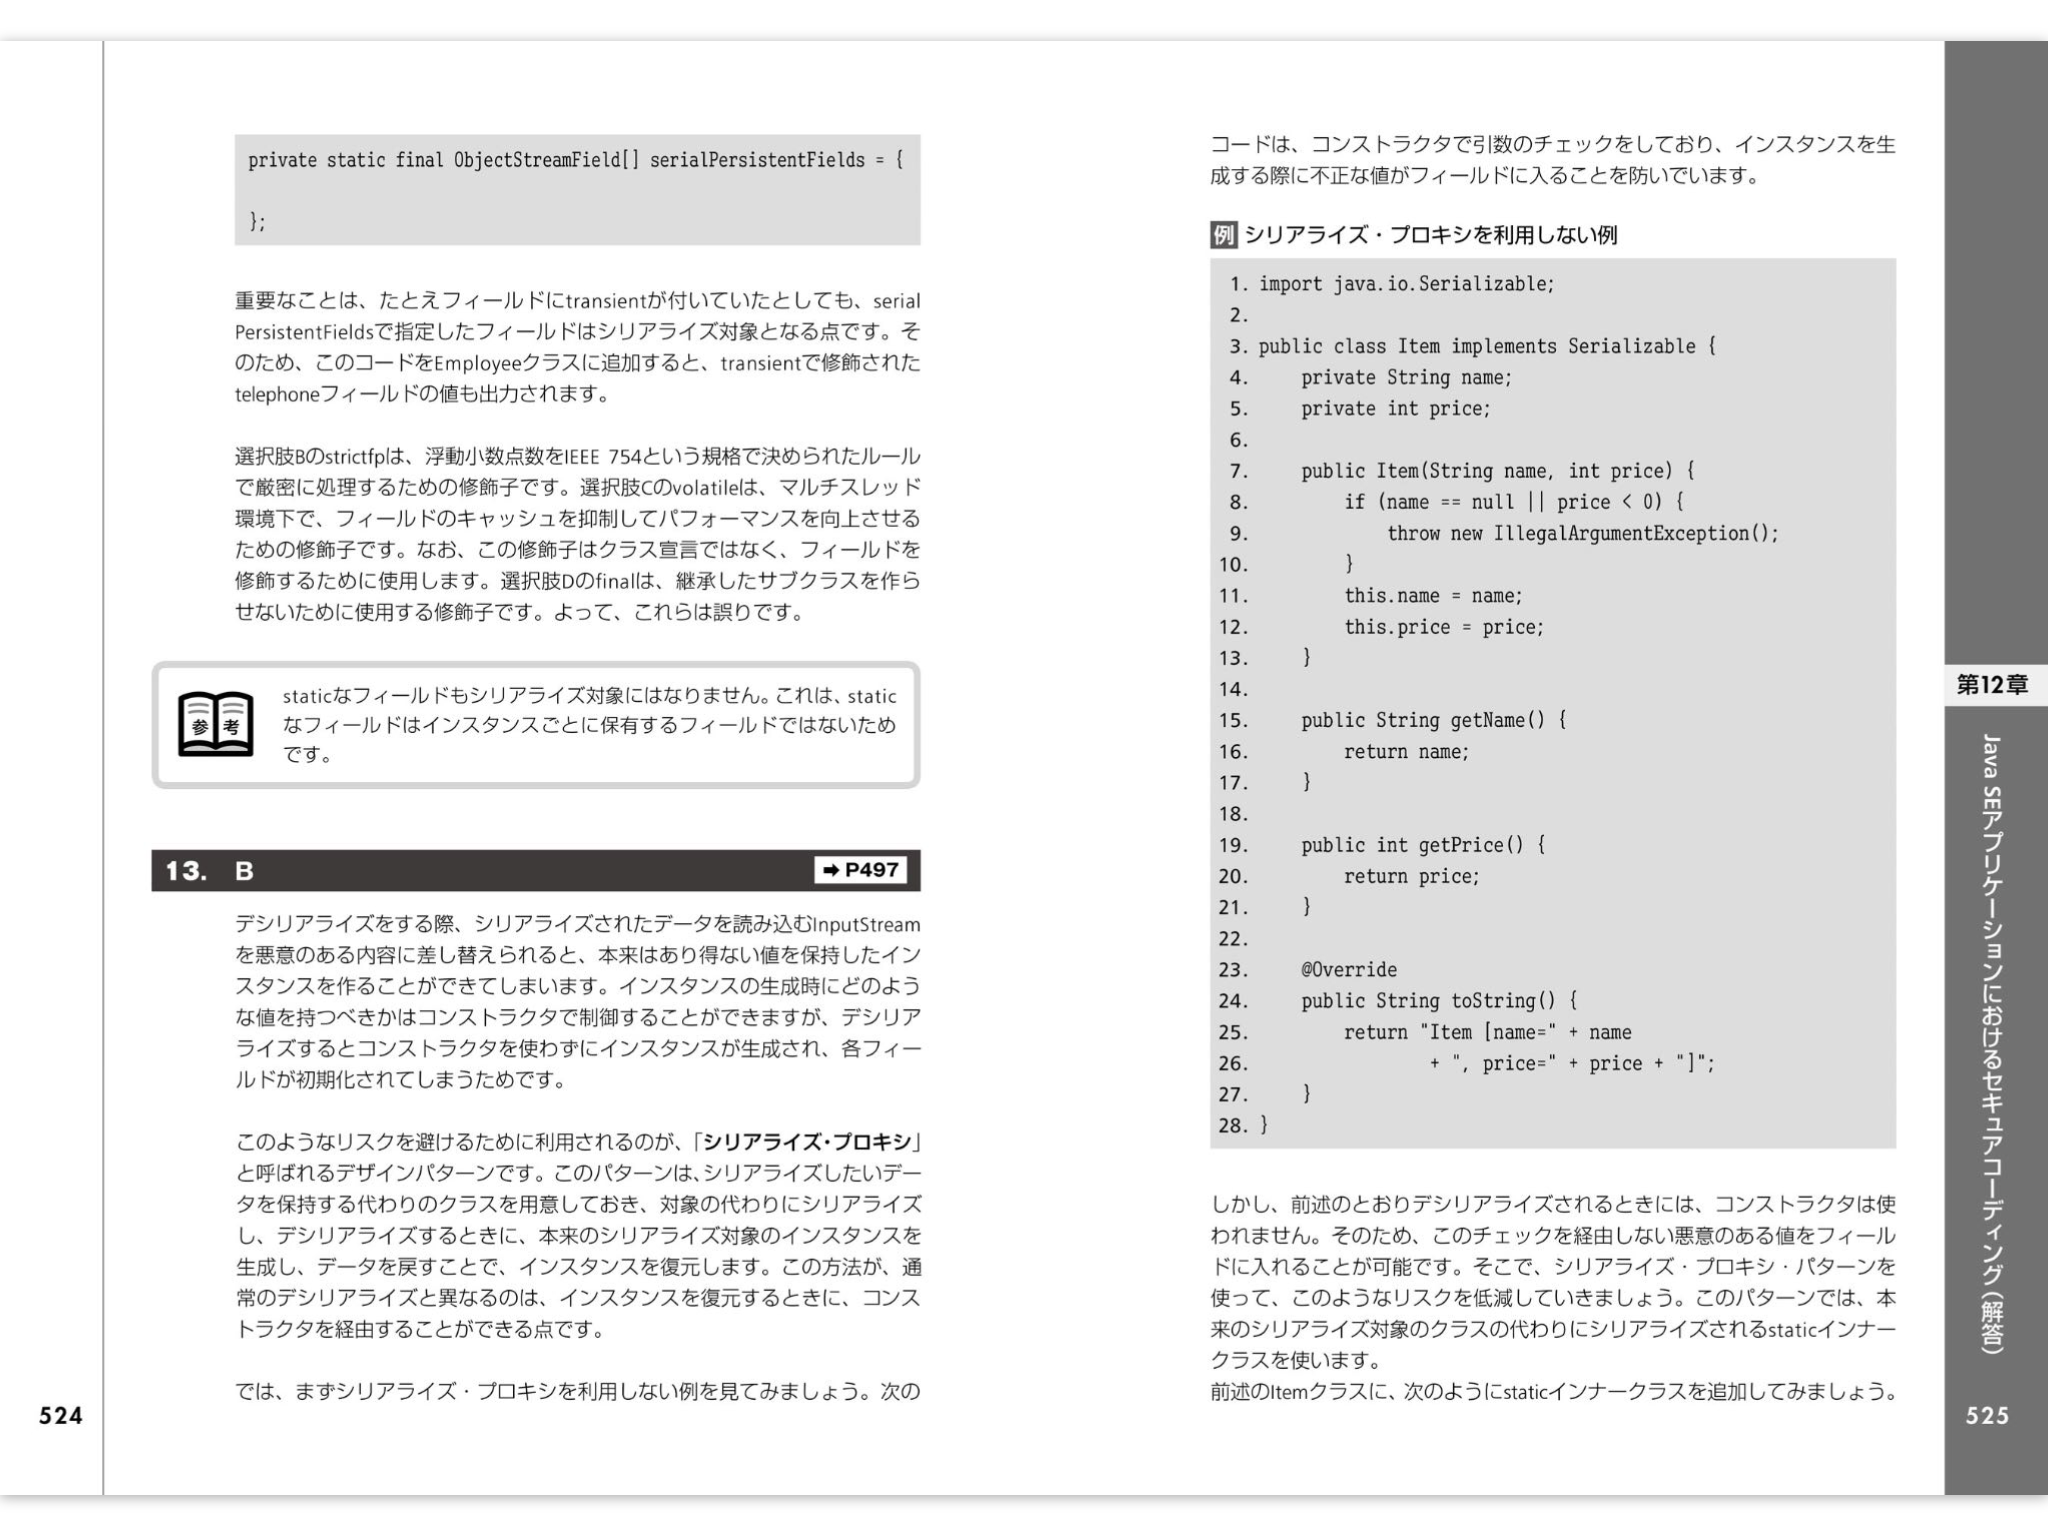 private static final ObjectStreamField[] serialPersistentFields = {
};
重要なことは、たとえフィールドにtransientが付いていたとしても、serial
PersistentFieldsで指定したフィールドはシリアライズ対象となる点です。そ
のため、このコードをEmployeeクラスに追加すると、transientで修飾された
telephoneフィールドの値も出力されます。
選択肢Bのstrictfpは、浮動小数点数をIEEE 754という規格で決められたルール
で厳密に処理するための修飾子です。選択肢Cのvolatileは、マルチスレッド
環境下で、フィールドのキャッシュを抑制してパフォーマンスを向上させる
ための修飾子です。なお、この修飾子はクラス宣言ではなく、フィールドを
修飾するために使用します。選択肢Dのfinalは、継承したサブクラスを作ら
せないために使用する修飾子です。よって、これらは誤りです。
参考
staticなフィールドもシリアライズ対象にはなりません。これは、static
なフィールドはインスタンスごとに保有するフィールドではないため
です。
13. B ➡ P497
デシリアライズをする際、シリアライズされたデータを読み込むInputStream
を悪意のある内容に差し替えられると、本来はあり得ない値を保持したイン
スタンスを作ることができてしまいます。インスタンスの生成時にどのよう
な値を持つべきかはコンストラクタで制御することができますが、デシリア
ライズするとコンストラクタを使わずにインスタンスが生成され、各フィー
ルドが初期化されてしまうためです。
このようなリスクを避けるために利用されるのが、「シリアライズ・プロキシ」
と呼ばれるデザインパターンです。このパターンは、シリアライズしたいデー
タを保持する代わりのクラスを用意しておき、対象の代わりにシリアライズ
し、デシリアライズするときに、本来のシリアライズ対象のインスタンスを
生成し、データを戻すことで、インスタンスを復元します。この方法が、通
常のデシリアライズと異なるのは、インスタンスを復元するときに、コンス
トラクタを経由することができる点です。
では、まずシリアライズ・プロキシを利用しない例を見てみましょう。次の
524
コードは、コンストラクタで引数のチェックをしており、インスタンスを生
成する際に不正な値がフィールドに入ることを防いでいます。
例 シリアライズ・プロキシを利用しない例
1. import java.io.Serializable;
2.
3. public class Item implements Serializable {
4.     private String name;
5.     private int price;
6.
7.     public Item(String name, int price) {
8.         if (name == null || price < 0) {
9.             throw new IllegalArgumentException();
10.         }
11.         this.name = name;
12.         this.price = price;
13.     }
14.
15.     public String getName() {
16.         return name;
17.     }
18.
19.     public int getPrice() {
20.         return price;
21.     }
22.
23.     @Override
24.     public String toString() {
25.         return "Item [name=" + name
26.                 + ", price=" + price + "]";
27.     }
28. }
しかし、前述のとおりデシリアライズされるときには、コンストラクタは使
われません。そのため、このチェックを経由しない悪意のある値をフィール
ドに入れることが可能です。そこで、シリアライズ・プロキシ・パターンを
使って、このようなリスクを低減していきましょう。このパターンでは、本
来のシリアライズ対象のクラスの代わりにシリアライズされるstaticインナー
クラスを使います。
前述のItemクラスに、次のようにstaticインナークラスを追加してみましょう。
第12章
Java SEアプリケーションにおけるセキュアコーディング（解答）
525